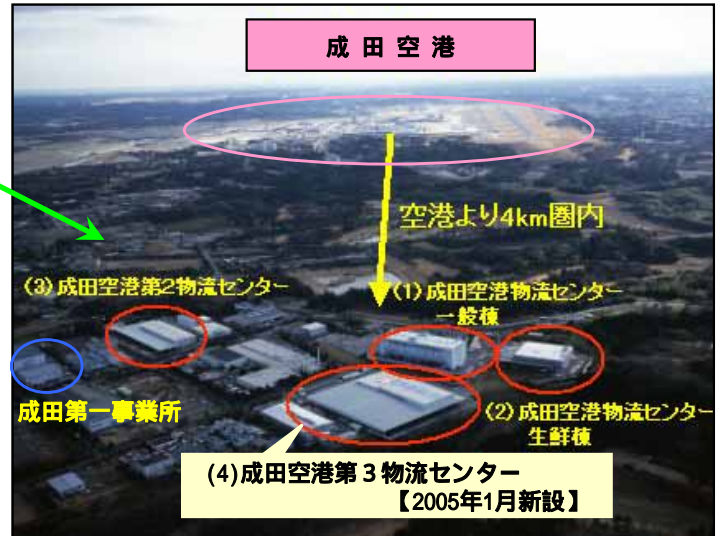 成田空港
空港より4km圏内
(3)成田空港第2物流センター
(1)成田空港物流センター
一般棟
成田第一事業所
(2)成田空港物流センター
生鮮棟
(4)成田空港第３物流センター
【2005年1月新設】